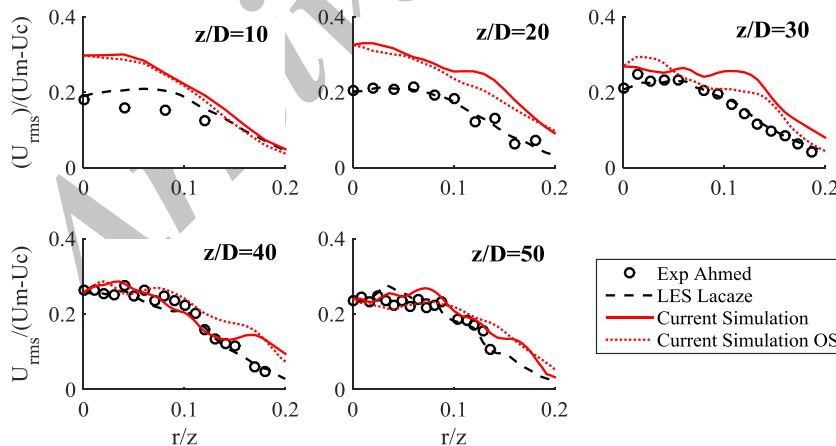 z/D=10
z/D=20
z/D=30
(U_rms)/(Um-Uc)
0.4
0.2
0
0 0.1 0.2
0.4
0.2
0
0 0.1 0.2
0.4
0.2
0
0 0.1 0.2
z/D=40
z/D=50
U_rms/(Um-Uc)
0.4
0.2
0
0 0.1 0.2
r/z
0.4
0.2
0
0 0.1 0.2
r/z
Exp Ahmed
LES Lacaze
Current Simulation
Current Simulation OS